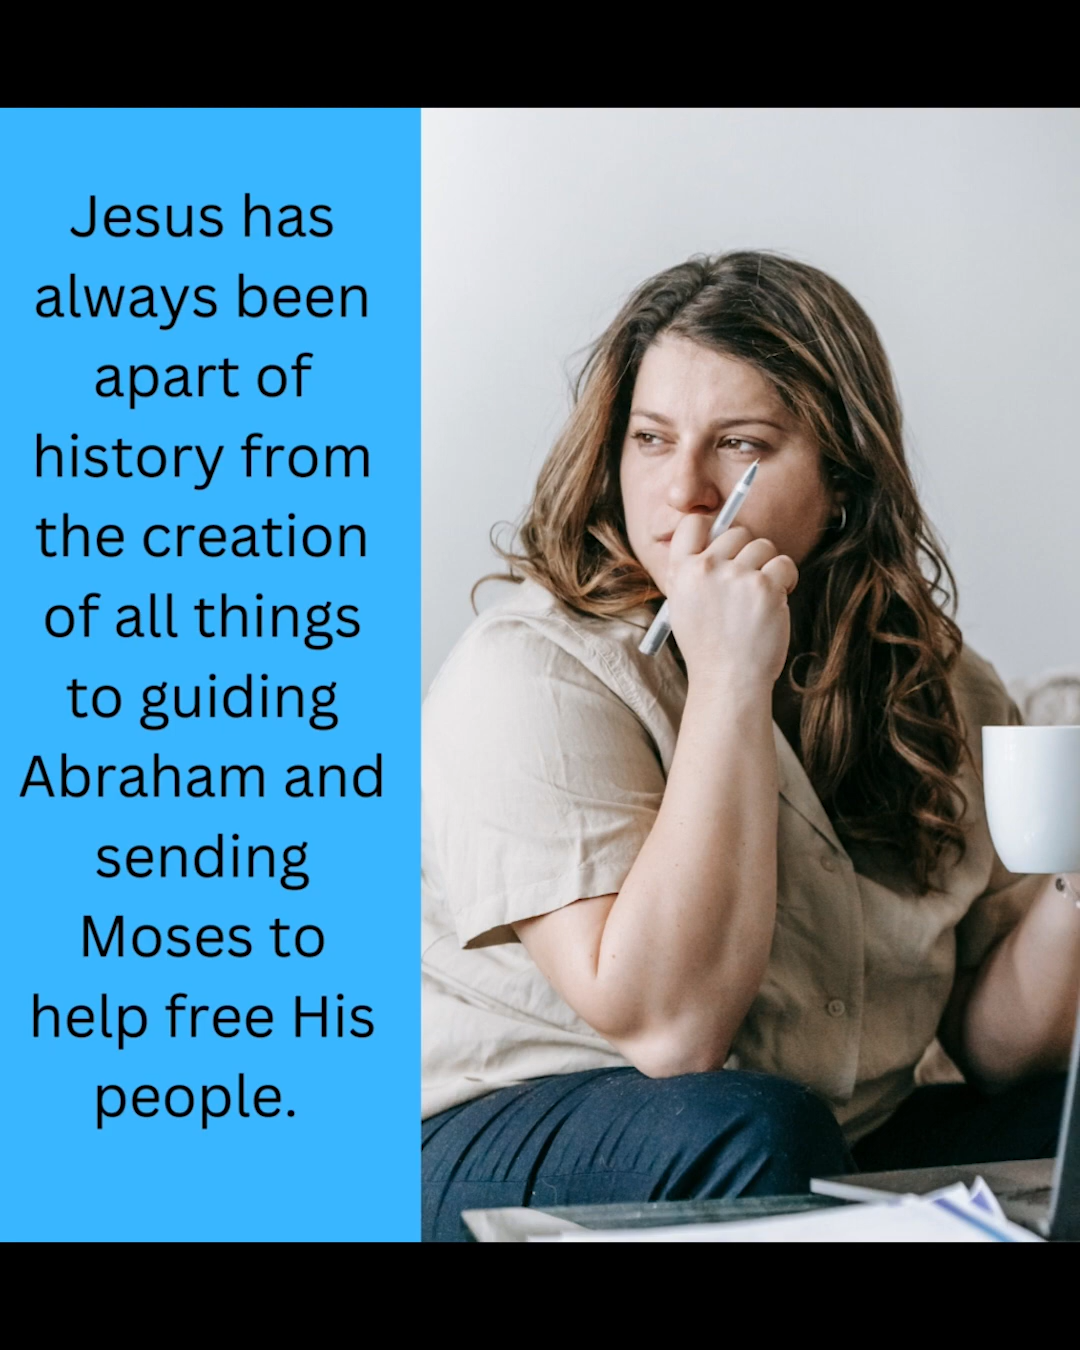 Jesus has
always been
apart of
history from
the creation
of all things
to guiding
Abraham and
sending
Moses to
help free His
people.